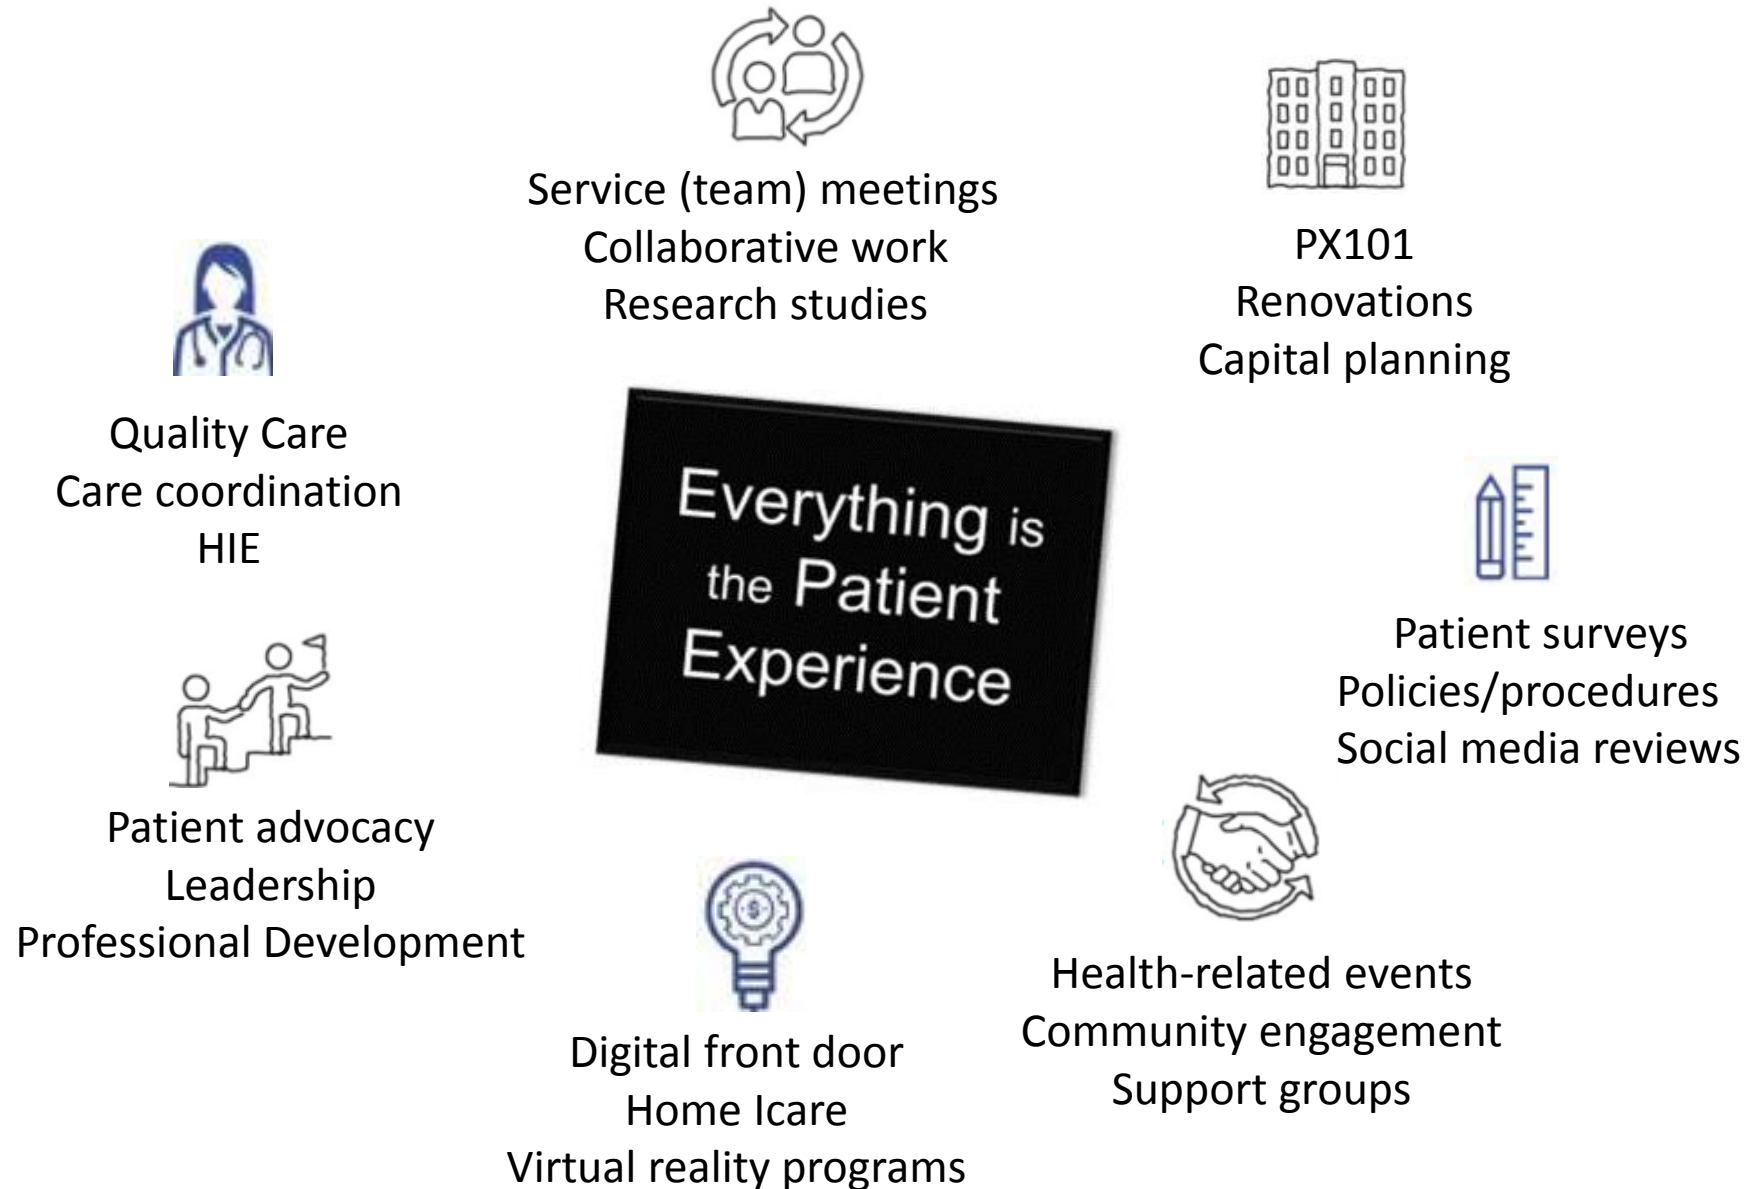 Service (team) meetings
Collaborative work
Research studies
PX101
Renovations
Capital planning
Quality Care
Care coordination
HIE
Everything is
the Patient
Experience
Patient surveys
Policies/procedures
Social media reviews
Patient advocacy
Leadership
Professional Development
$
Digital front door
Home Icare
Virtual reality programs
Health-related events
Community engagement
Support groups